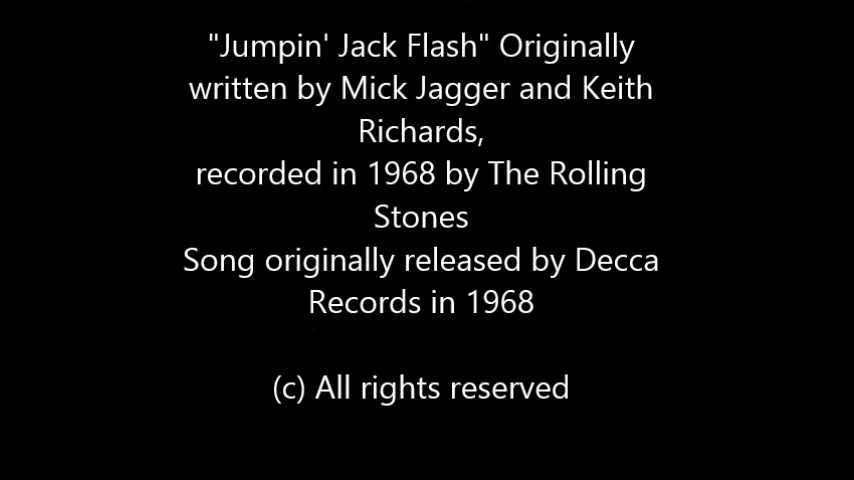 "Jumpin' Jack Flash" Originally
written by Mick Jagger and Keith
Richards,
recorded in 1968 by The Rolling
Stones
Song originally released by Decca
Records in 1968
(c) All rights reserved